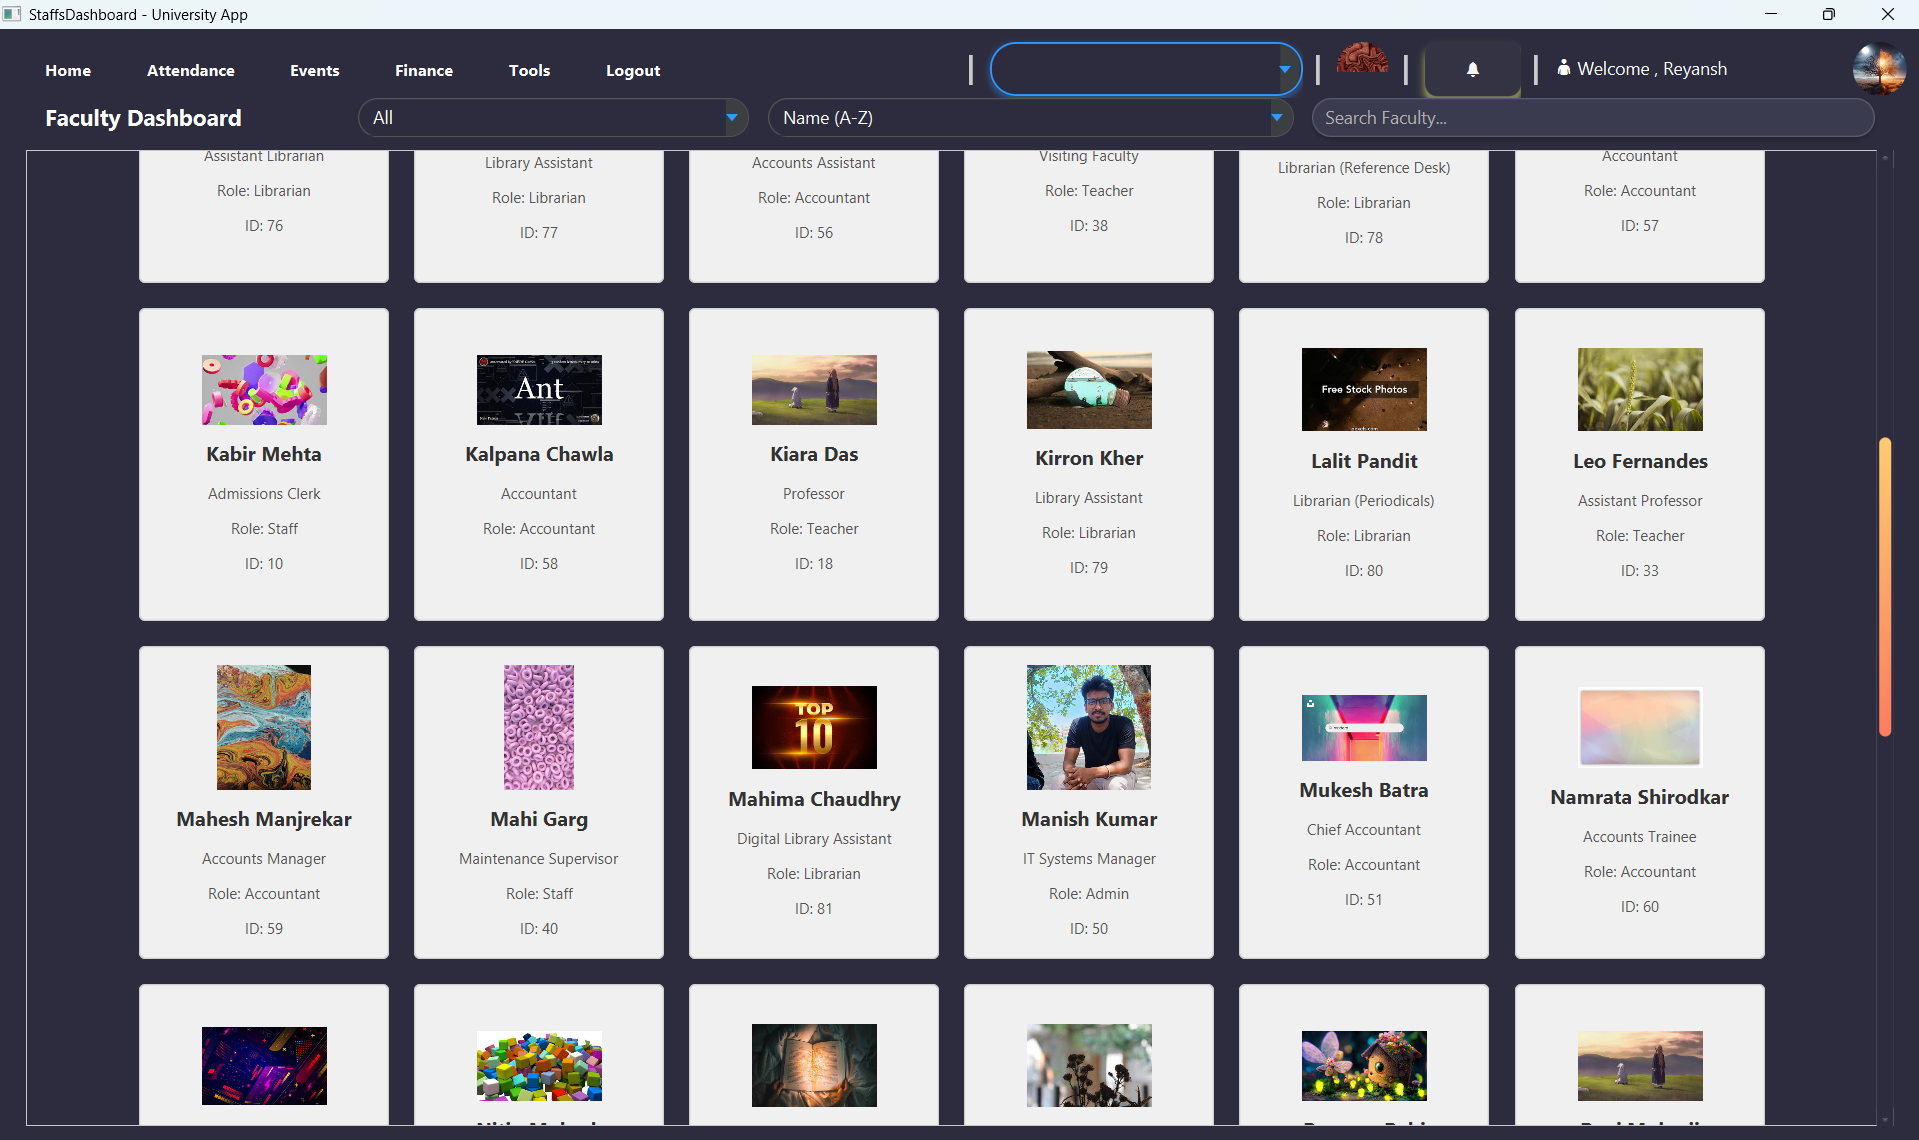 StaffsDashboard - University App
Home
Attendance
Events
Finance
Tools
Logout
Welcome , Reyansh
Faculty Dashboard
All
Name (A-Z)
Search Faculty...
Assistant Librarian
Role: Librarian
ID: 76
Library Assistant
Role: Librarian
ID: 77
Accounts Assistant
Role: Accountant
ID: 56
Visiting Faculty
Role: Teacher
ID: 38
Librarian (Reference Desk)
Role: Librarian
ID: 78
Accountant
Role: Accountant
ID: 57
Kabir Mehta
Admissions Clerk
Role: Staff
ID: 10
Ant
Kalpana Chawla
Accountant
Role: Accountant
ID: 58
Kiara Das
Professor
Role: Teacher
ID: 18
Kirron Kher
Library Assistant
Role: Librarian
ID: 79
Free Stock Photos
Lalit Pandit
Librarian (Periodicals)
Role: Librarian
ID: 80
Leo Fernandes
Assistant Professor
Role: Teacher
ID: 33
Mahesh Manjrekar
Accounts Manager
Role: Accountant
ID: 59
Mahi Garg
Maintenance Supervisor
Role: Staff
ID: 40
TOP
10
Mahima Chaudhry
Digital Library Assistant
Role: Librarian
ID: 81
Manish Kumar
IT Systems Manager
Role: Admin
ID: 50
Mukesh Batra
Chief Accountant
Role: Accountant
ID: 51
Namrata Shirodkar
Accounts Trainee
Role: Accountant
ID: 60